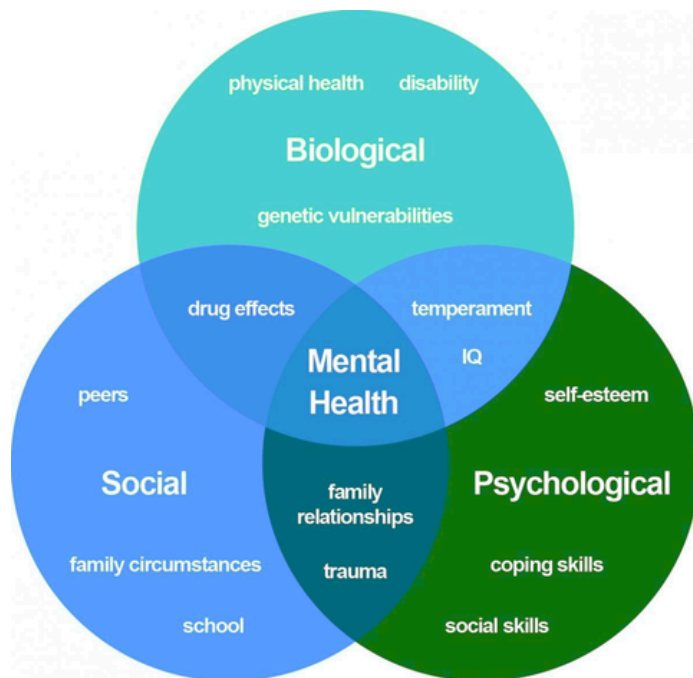 physical health disability
Biological
genetic vulnerabilities
drug effects temperament
Mental
Health
IQ
peers self-esteem
Social
family
relationships
Psychological
family circumstances trauma coping skills
school social skills